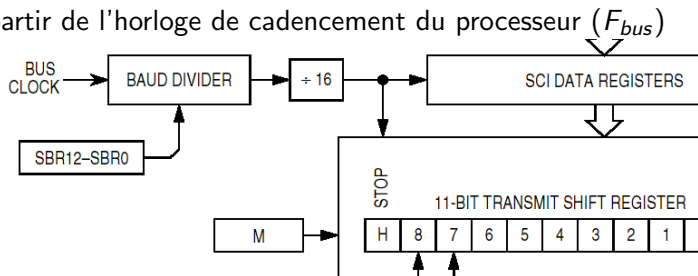 partir de l'horloge de cadencement du processeur (F_bus)
BUS
CLOCK
BAUD DIVIDER
÷ 16
SCI DATA REGISTERS
SBR12–SBR0
STOP
11-BIT TRANSMIT SHIFT REGISTER
M
H 8 7 6 5 4 3 2 1